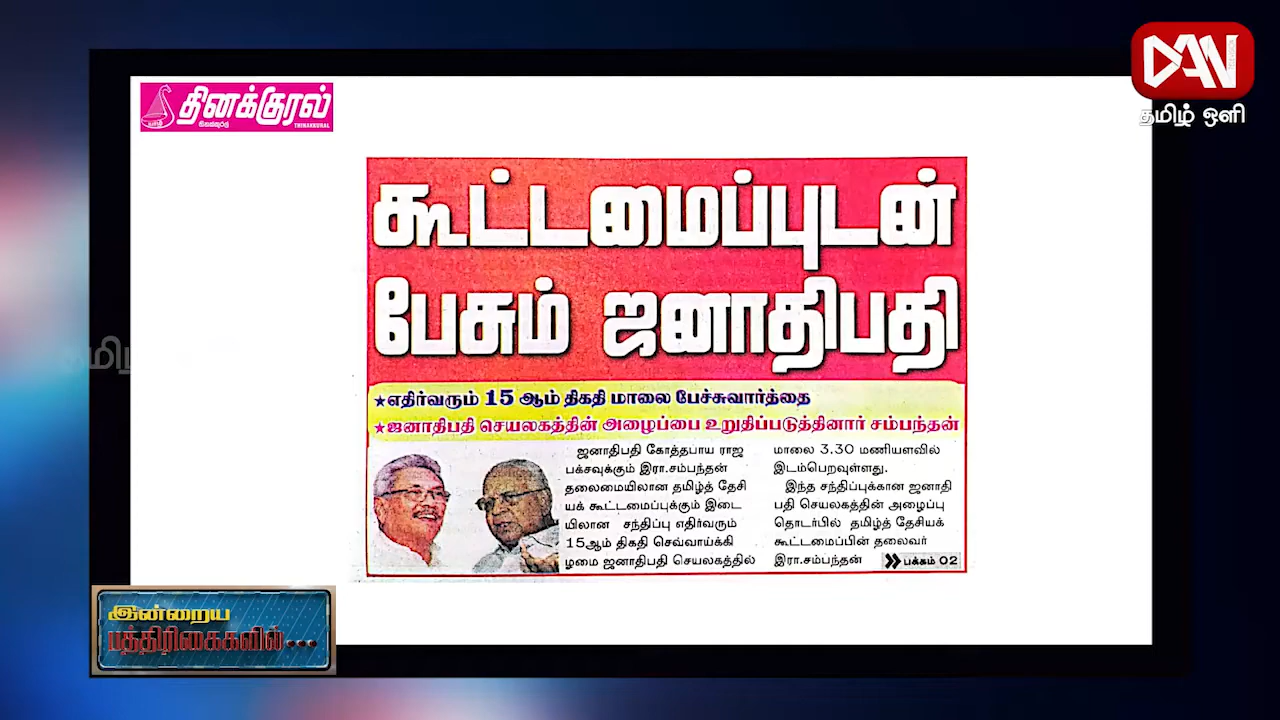 தினக்குரல்
THINAKKURAL
DAN
தமிழ் ஒளி
கூட்டமைப்புடன்
பேசும் ஜனாதிபதி
★எதிர்வரும் 15 ஆம் திகதி மாலை பேச்சுவார்த்தை
★ஜனாதிபதி செயலகத்தின் அழைப்பை உறுதிப்படுத்தினார் சம்பந்தன்
ஜனாதிபதி கோத்தபாய ராஜ
பக்சவுக்கும் இரா.சம்பந்தன்
தலைமையிலான தமிழ்த் தேசி
யக் கூட்டமைப்புக்கும் இடை
யிலான சந்திப்பு எதிர்வரும்
15ஆம் திகதி செவ்வாய்க்கி
ழமை ஜனாதிபதி செயலகத்தில்
மாலை 3.30 மணியளவில்
இடம்பெறவுள்ளது.
இந்த சந்திப்புக்கான ஜனாதி
பதி செயலகத்தின் அழைப்பு
தொடர்பில் தமிழ்த் தேசியக்
கூட்டமைப்பின் தலைவர்
இரா.சம்பந்தன்
பக்கம் 02
தமிழ்
இன்றைய
பத்திரிகைகளில்...